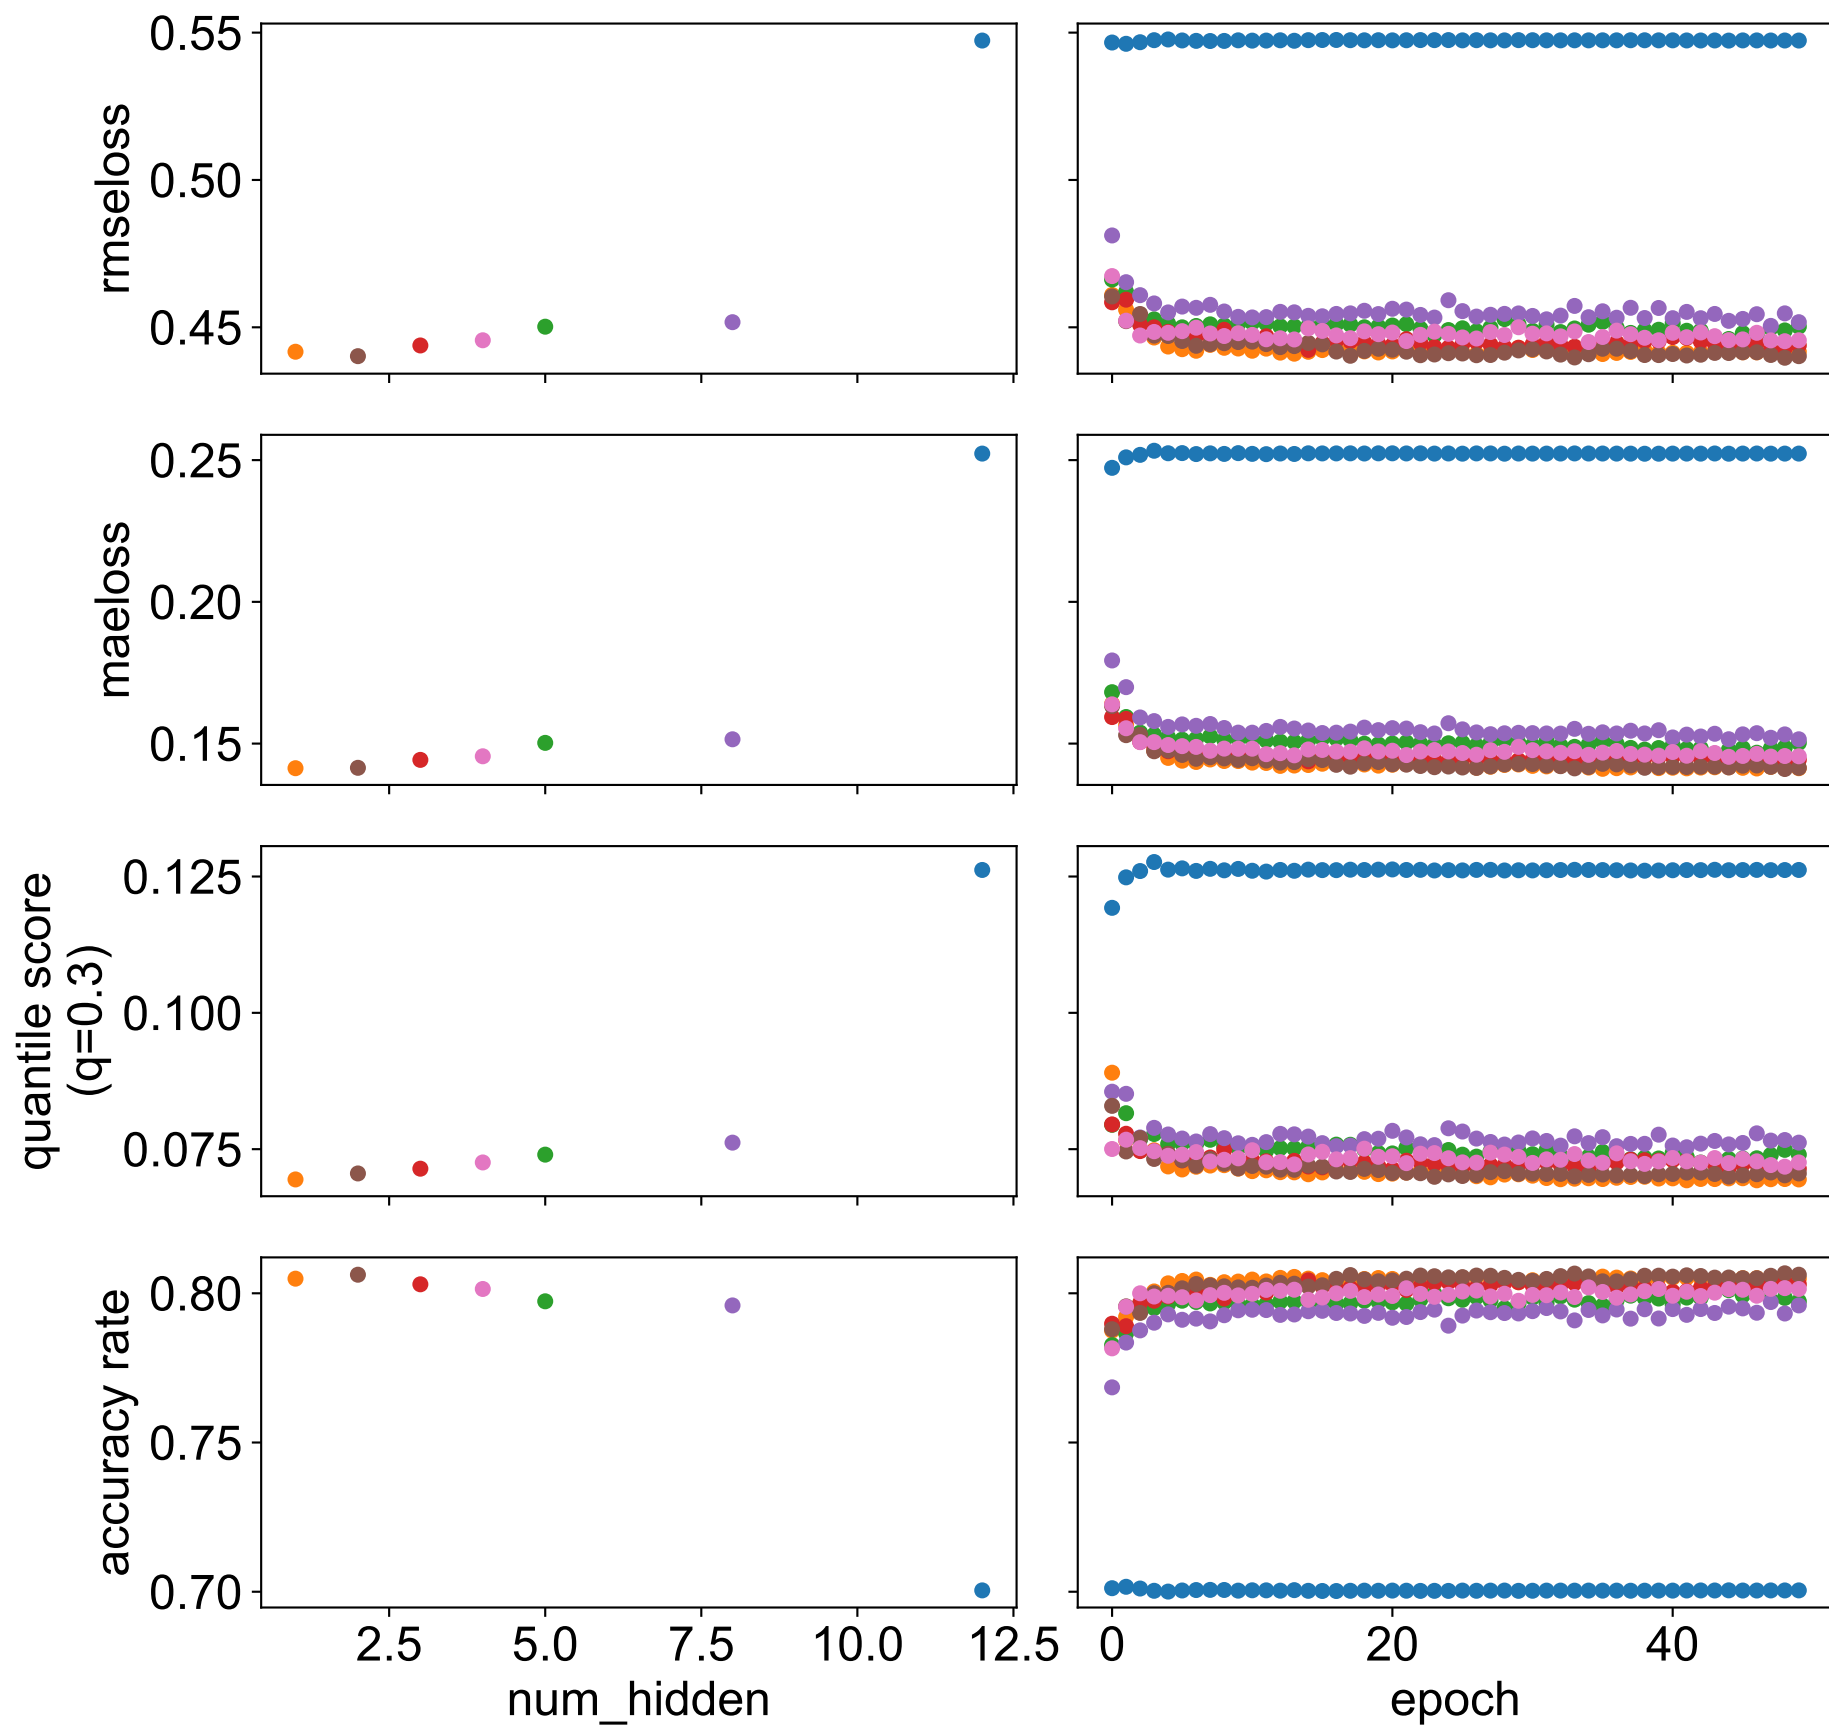 0.55
0.50
0.45
rmseloss
0.25
0.20
0.15
maeloss
0.125
0.100
0.075
quantile score
(q=0.3)
0.80
0.75
0.70
accuracy rate
2.5 5.0 7.5 10.0 12.5 0 20 40
num_hidden epoch